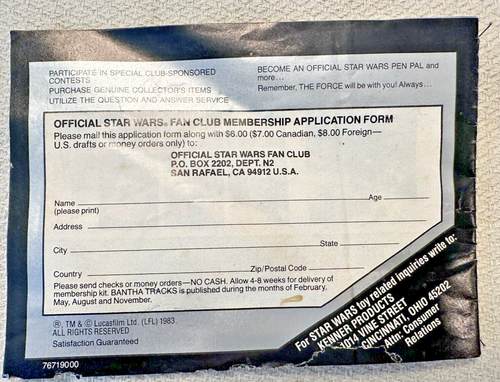 PARTICIPATE IN SPECIAL CLUB-SPONSORED
CONTESTS
PURCHASE GENUINE COLLECTOR'S ITEMS
UTILIZE THE QUESTION AND ANSWER SERVICE
BECOME AN OFFICIAL STAR WARS PEN PAL and
more...
Remember, THE FORCE will be with you! Always...
OFFICIAL STAR WARS® FAN CLUB MEMBERSHIP APPLICATION FORM
Please mail this application form along with $6.00 ($7.00 Canadian, $8.00 Foreign—
U.S. drafts or money orders only) to:
OFFICIAL STAR WARS FAN CLUB
P.O. BOX 2202, DEPT. N2
SAN RAFAEL, CA 94912 U.S.A.
Name Age
(please print)
Address
City State
Country Zip/Postal Code
Please send checks or money orders—NO CASH. Allow 4-8 weeks for delivery of
membership kit. BANTHA TRACKS is published during the months of February,
May, August and November.
®, TM & © Lucasfilm Ltd. (LFL) 1983.
ALL RIGHTS RESERVED
Satisfaction Guaranteed
For STAR WARS toy related inquiries write to:
KENNER PRODUCTS
1014 VINE STREET
CINCINNATI, OHIO 45202
Attn: Consumer
Relations
76719000